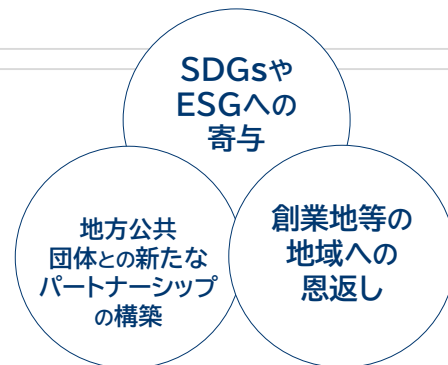 SDGsや
ESGへの
寄与
地方公共
団体との新たな
パートナーシップ
の構築
創業地等の
地域への
恩返し